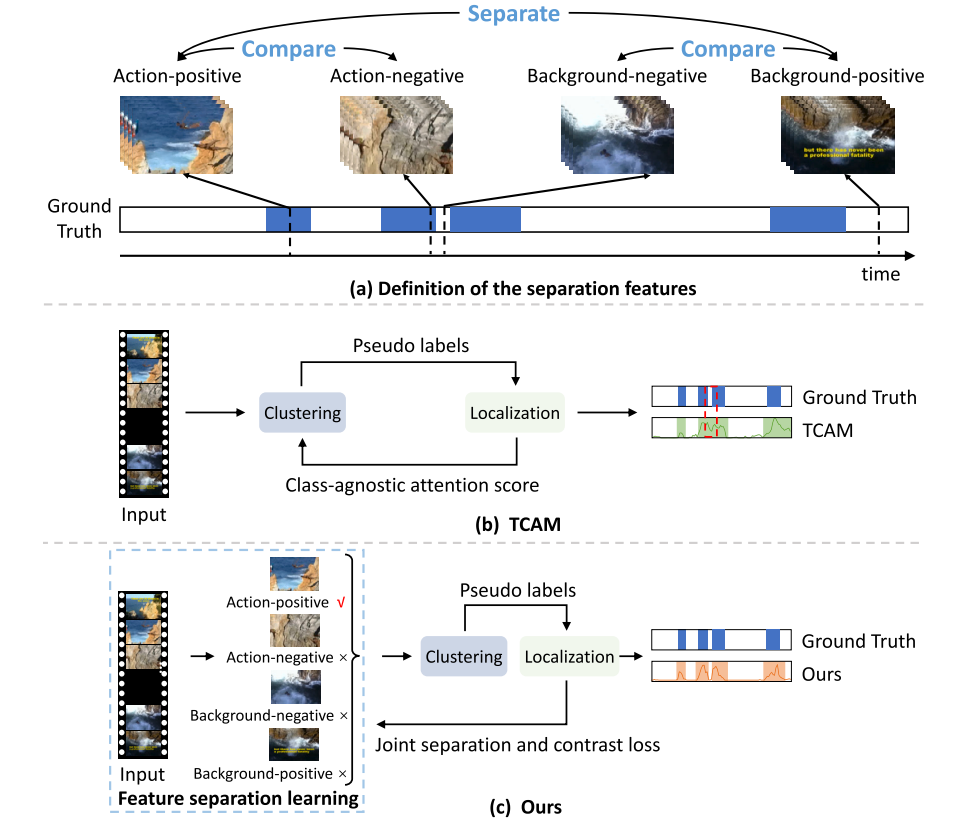 Separate
Compare
Compare
Action-positive
Action-negative
Background-negative
Background-positive
but there has never been
a professional fatality
Ground
Truth
time
(a) Definition of the separation features
Pseudo labels
Clustering
Localization
Class-agnostic attention score
Input
Ground Truth
TCAM
(b) TCAM
Action-positive √
Action-negative ×
Background-negative ×
Background-positive ×
Input
Feature separation learning
Pseudo labels
Clustering
Localization
Joint separation and contrast loss
Ground Truth
Ours
(c) Ours